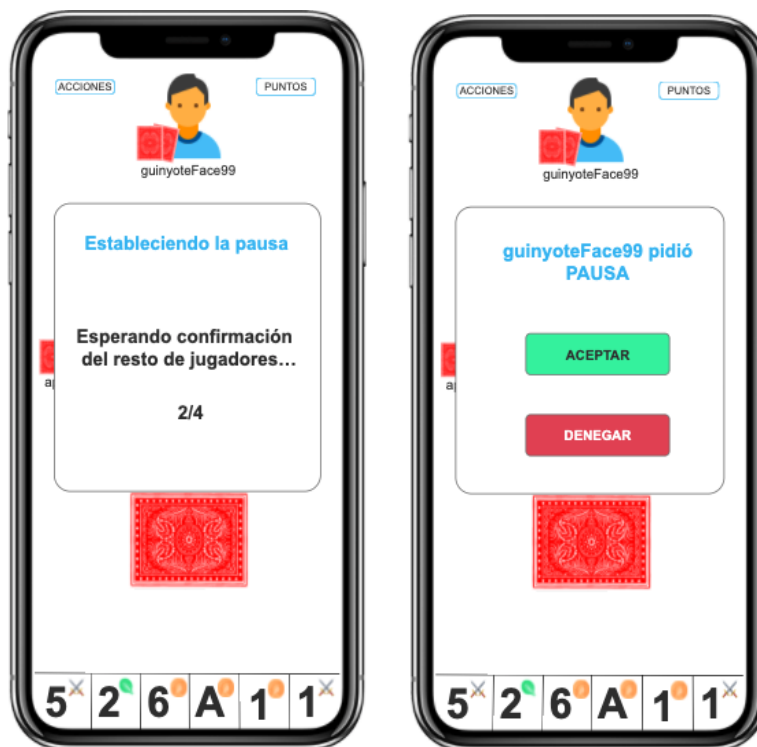 ACCIONES
PUNTOS
guinyoteFace99
Estableciendo la pausa
Esperando confirmación
del resto de jugadores...
2/4
5 2 6 A 1 1
ACCIONES
PUNTOS
guinyoteFace99
guinyoteFace99 pidió
PAUSA
ACEPTAR
DENEGAR
5 2 6 A 1 1